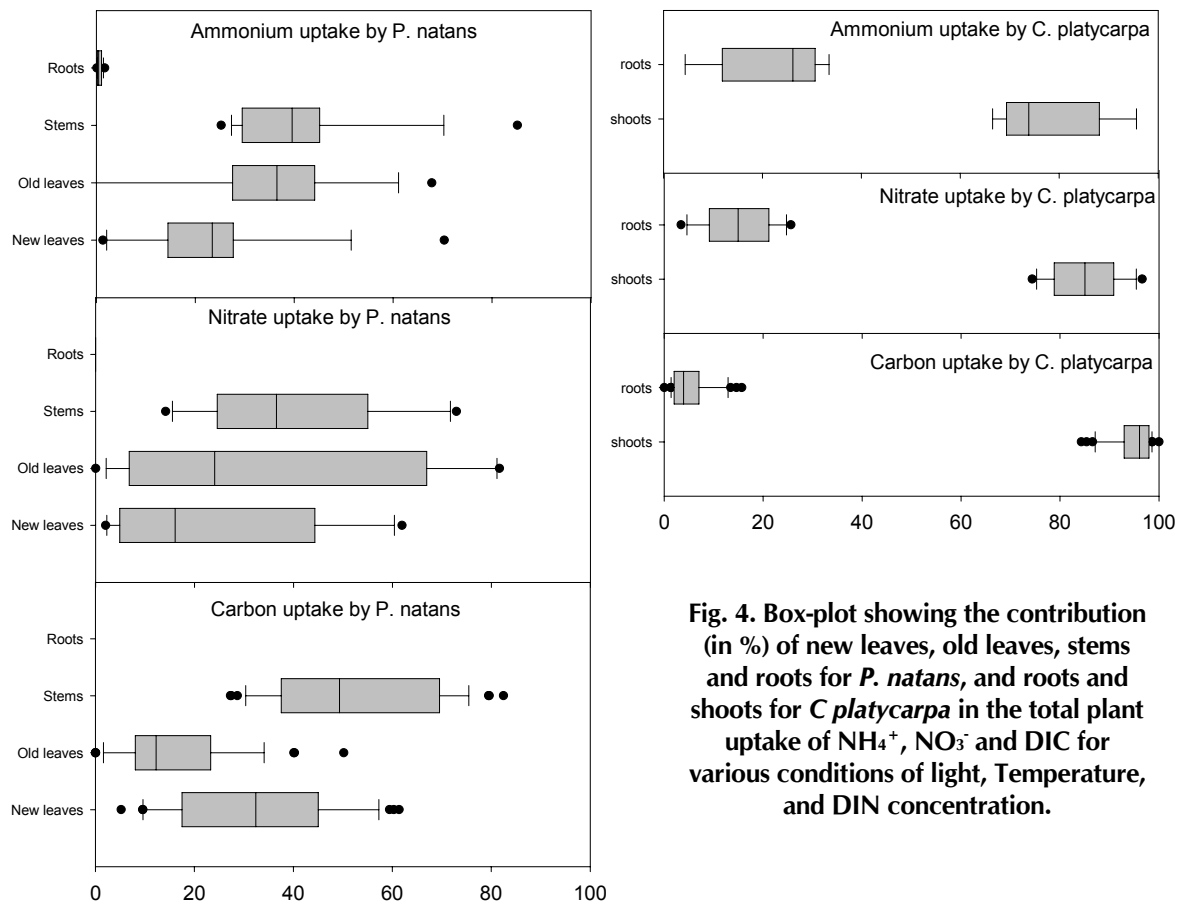 Ammonium uptake by P. natans
Roots
Stems
Old leaves
New leaves
Nitrate uptake by P. natans
Roots
Stems
Old leaves
New leaves
Carbon uptake by P. natans
Roots
Stems
Old leaves
New leaves
0 20 40 60 80 100
Ammonium uptake by C. platycarpa
roots
shoots
Nitrate uptake by C. platycarpa
roots
shoots
Carbon uptake by C. platycarpa
roots
shoots
0 20 40 60 80 100
Fig. 4. Box-plot showing the contribution
(in %) of new leaves, old leaves, stems
and roots for P. natans, and roots and
shoots for C platycarpa in the total plant
uptake of NH₄⁺, NO₃⁻ and DIC for
various conditions of light, Temperature,
and DIN concentration.